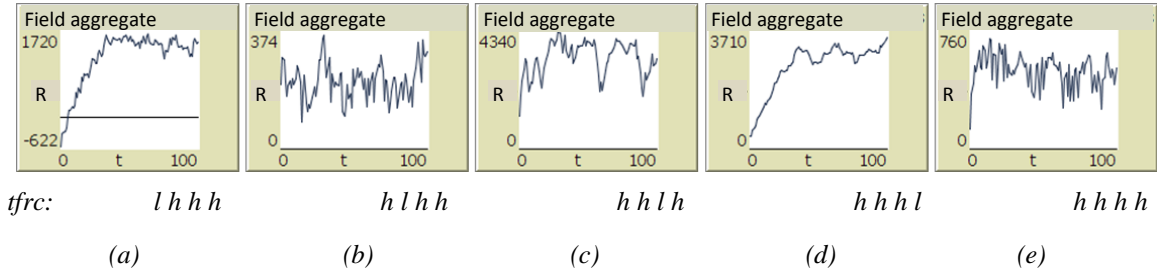 Field aggregate Field aggregate Field aggregate Field aggregate Field aggregate
1720 374 4340 3710 760
R R R R R
-622 0 0 0 0
0 t 100 0 t 100 0 t 100 0 t 100 0 t 100
tfrc: l h h h h l h h h h l h h h h l h h h h
(a) (b) (c) (d) (e)